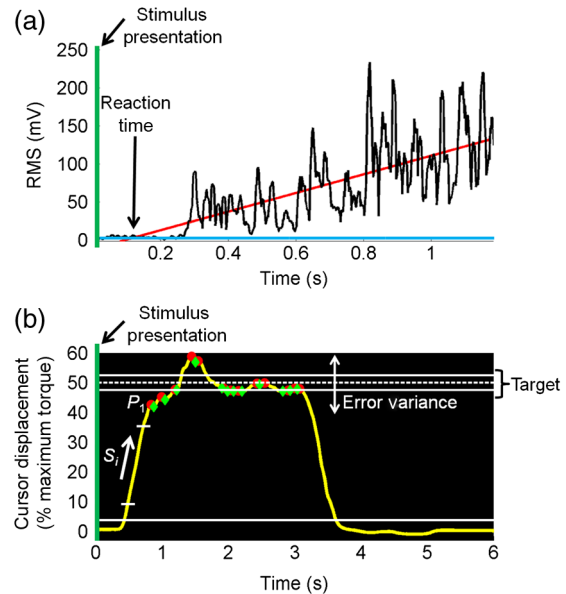 (a)
Stimulus
presentation
250
200
150
100
50
0
RMS (mV)
Reaction
time
0.2 0.4 0.6 0.8 1
Time (s)
(b)
Stimulus
presentation
60
50
40
30
20
10
0
Cursor displacement
(% maximum torque)
P1
Si
Error variance
Target
0 1 2 3 4 5 6
Time (s)